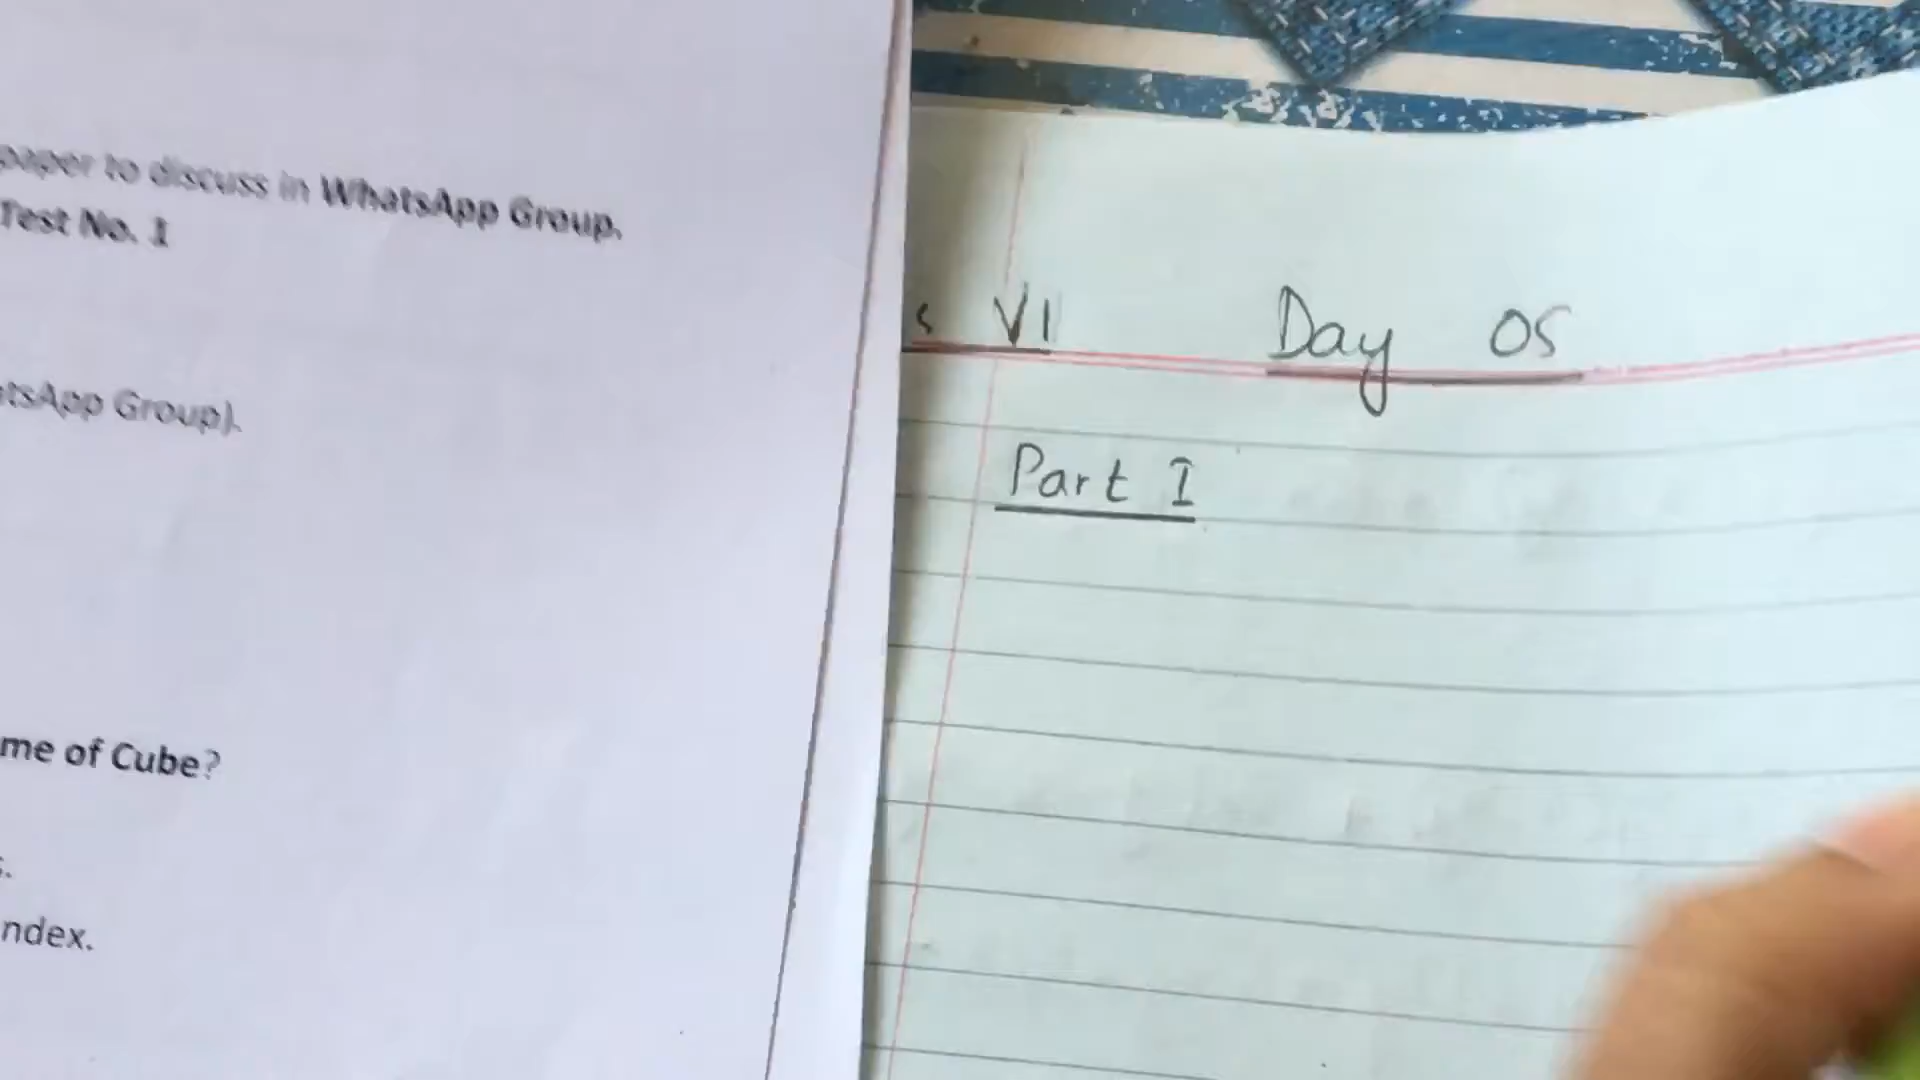 paper to discuss in WhatsApp Group.
Test No. 1
tsApp Group).
me of Cube?
s.
ndex.
s VI
Day 05
Part I